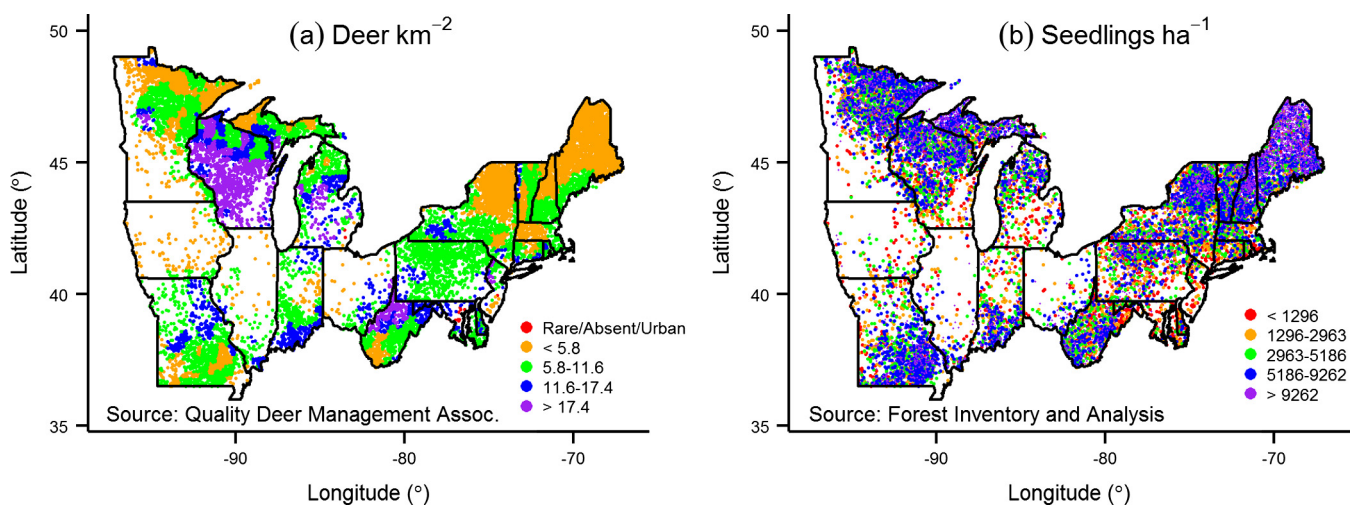 (a) Deer km⁻²
50
45
40
35
Latitude (°)
-90
-80
-70
Longitude (°)
Rare/Absent/Urban
< 5.8
5.8-11.6
11.6-17.4
> 17.4
Source: Quality Deer Management Assoc.
(b) Seedlings ha⁻¹
50
45
40
35
Latitude (°)
-90
-80
-70
Longitude (°)
< 1296
1296-2963
2963-5186
5186-9262
> 9262
Source: Forest Inventory and Analysis